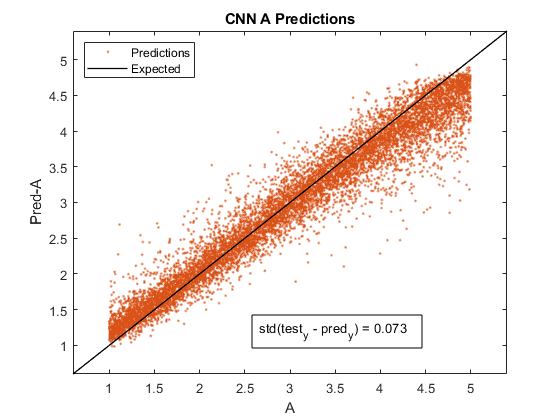 CNN A Predictions
Predictions
Expected
5
4.5
4
3.5
3
2.5
2
1.5
1
Pred-A
std(test_y - pred_y) = 0.073
1 1.5 2 2.5 3 3.5 4 4.5 5
A